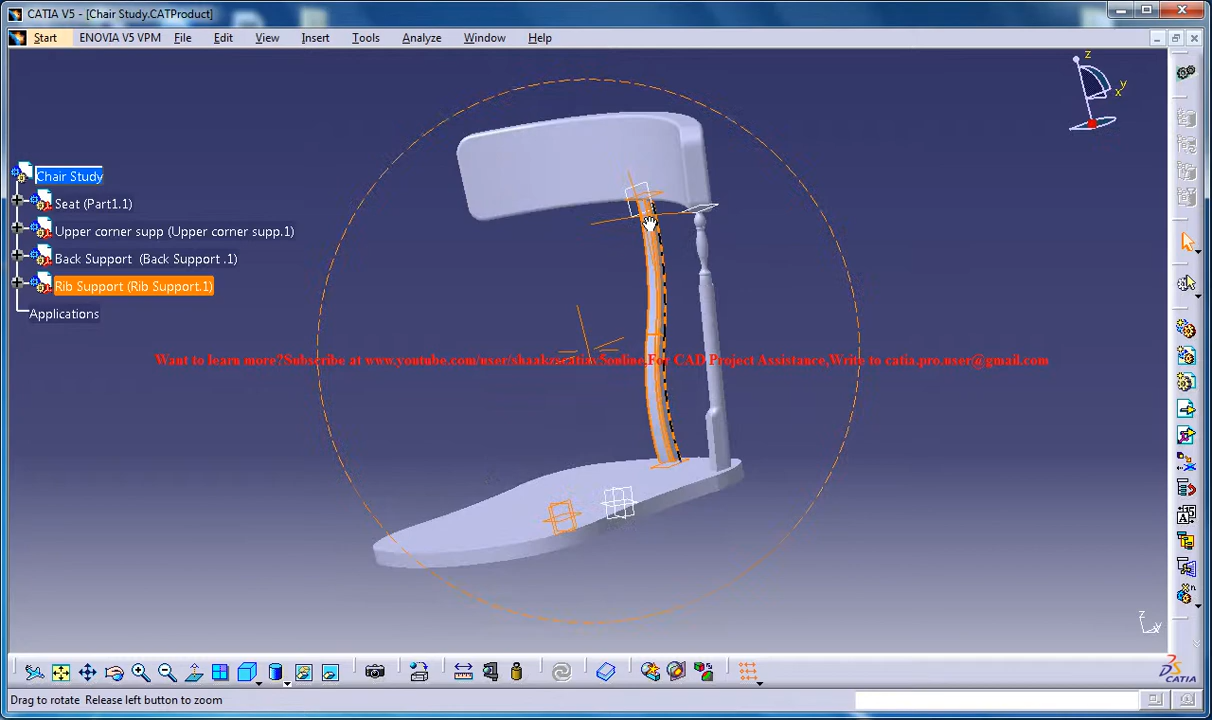 CATIA V5 - [Chair Study.CATProduct]
Start ENOVIA V5 VPM File Edit View Insert Tools Analyze Window Help
z
y
x
Chair Study
Seat (Part1.1)
Upper corner supp (Upper corner supp.1)
Back Support (Back Support .1)
Rib Support (Rib Support.1)
Applications
Want to learn more?Subscribe at www.youtube.com/user/shaakzacatiav5online,For CAD Project Assistance,Write to catia.pro.user@gmail.com
z
y
CATIA
Drag to rotate Release left button to zoom